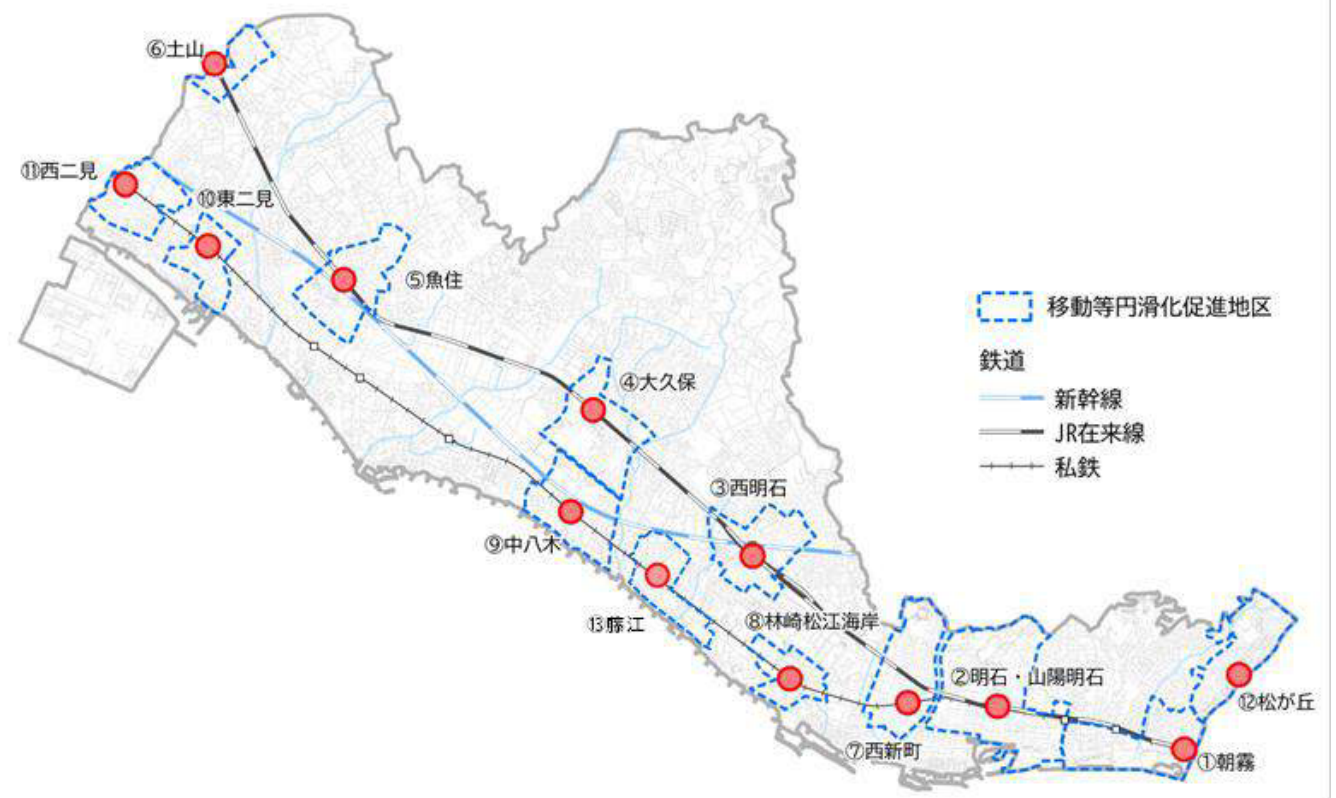 ⑥土山
⑪西二見
⑩東二見
⑤魚住
移動等円滑化促進地区
鉄道
④大久保
新幹線
JR在来線
私鉄
③西明石
⑨中八木
⑬藤江
⑧林崎松江海岸
②明石・山陽明石
⑫松が丘
⑦西新町
①朝霧